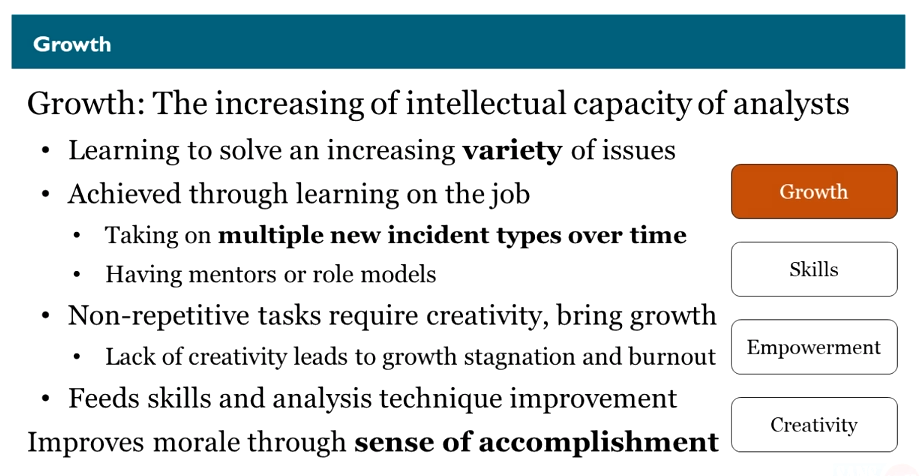 Growth
Growth: The increasing of intellectual capacity of analysts
• Learning to solve an increasing variety of issues
• Achieved through learning on the job
• Taking on multiple new incident types over time
• Having mentors or role models
• Non-repetitive tasks require creativity, bring growth
• Lack of creativity leads to growth stagnation and burnout
• Feeds skills and analysis technique improvement
Improves morale through sense of accomplishment
Growth
Skills
Empowerment
Creativity